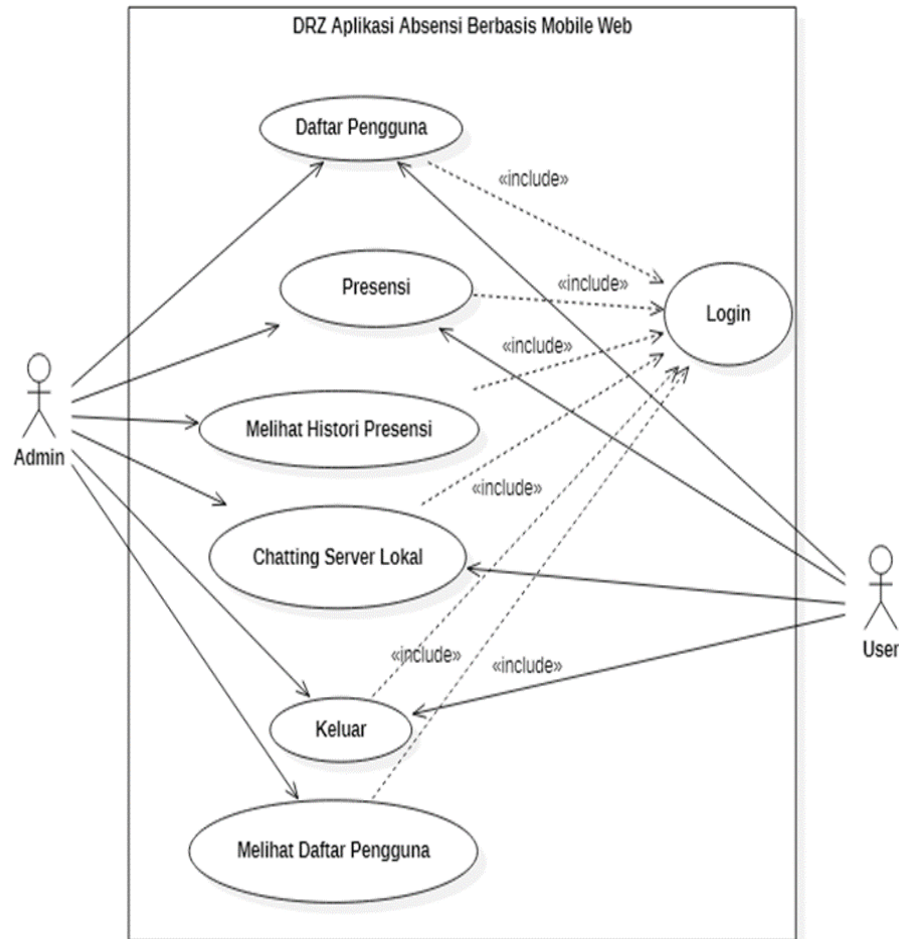 DRZ Aplikasi Absensi Berbasis Mobile Web
Daftar Pengguna
«include»
Presensi
«include»
Login
«include»
Melihat Histori Presensi
Admin
«include»
Chatting Server Lokal
User
«include»
«include»
Keluar
Melihat Daftar Pengguna